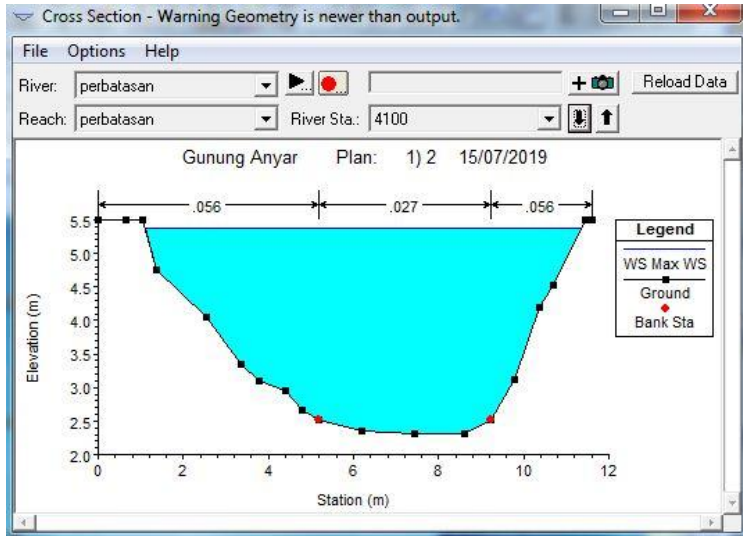 Cross Section - Warning Geometry is newer than output.
File Options Help
River: perbatasan Reload Data
Reach: perbatasan River Sta.: 4100
Gunung Anyar Plan: 1) 2 15/07/2019
.056 .027 .056
5.5
5.0
4.5
4.0
3.5
3.0
2.5
2.0
Elevation (m)
0 2 4 6 8 10 12
Station (m)
Legend
WS Max WS
Ground
Bank Sta